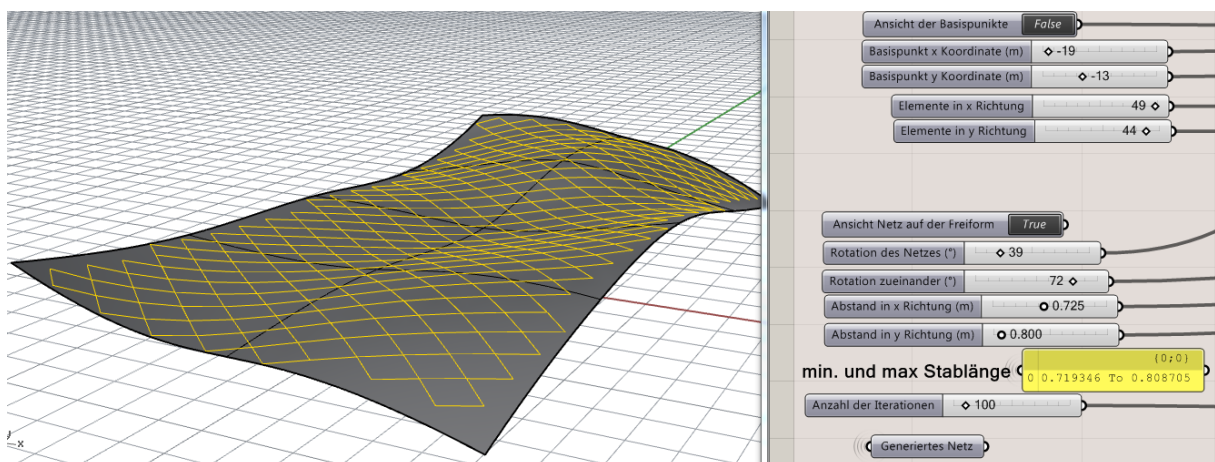 Ansicht der Basispunikte False
Basispunkt x Koordinate (m) -19
Basispunkt y Koordinate (m) -13
Elemente in x Richtung 49
Elemente in y Richtung 44
Ansicht Netz auf der Freiform True
Rotation des Netzes (°) 39
Rotation zueinander (°) 72
Abstand in x Richtung (m) 0.725
Abstand in y Richtung (m) 0.800
{0;0}
min. und max Stablänge 0 0.719346 To 0.808705
Anzahl der Iterationen 100
Generiertes Netz
y
x